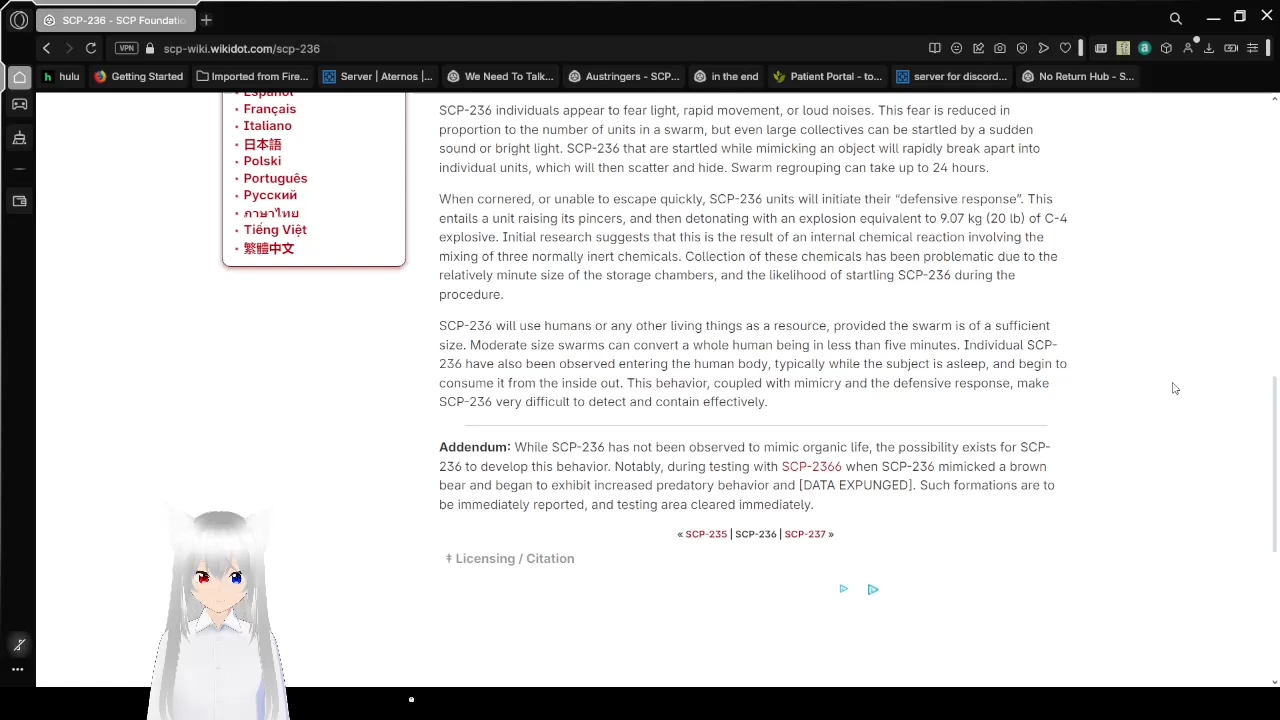 SCP-236 - SCP Foundatio
VPN
scp-wiki.wikidot.com/scp-236
hulu
Getting Started
Imported from Fire...
Server | Aternos |...
We Need To Talk...
Austringers - SCP...
in the end
Patient Portal - to...
server for discord...
No Return Hub - S...
Español
Français
Italiano
日本語
Polski
Português
Русский
ภาษาไทย
Tiếng Việt
繁體中文
SCP-236 individuals appear to fear light, rapid movement, or loud noises. This fear is reduced in
proportion to the number of units in a swarm, but even large collectives can be startled by a sudden
sound or bright light. SCP-236 that are startled while mimicking an object will rapidly break apart into
individual units, which will then scatter and hide. Swarm regrouping can take up to 24 hours.
When cornered, or unable to escape quickly, SCP-236 units will initiate their “defensive response”. This
entails a unit raising its pincers, and then detonating with an explosion equivalent to 9.07 kg (20 lb) of C-4
explosive. Initial research suggests that this is the result of an internal chemical reaction involving the
mixing of three normally inert chemicals. Collection of these chemicals has been problematic due to the
relatively minute size of the storage chambers, and the likelihood of startling SCP-236 during the
procedure.
SCP-236 will use humans or any other living things as a resource, provided the swarm is of a sufficient
size. Moderate size swarms can convert a whole human being in less than five minutes. Individual SCP-
236 have also been observed entering the human body, typically while the subject is asleep, and begin to
consume it from the inside out. This behavior, coupled with mimicry and the defensive response, make
SCP-236 very difficult to detect and contain effectively.
Addendum: While SCP-236 has not been observed to mimic organic life, the possibility exists for SCP-
236 to develop this behavior. Notably, during testing with SCP-2366 when SCP-236 mimicked a brown
bear and began to exhibit increased predatory behavior and [DATA EXPUNGED]. Such formations are to
be immediately reported, and testing area cleared immediately.
« SCP-235 | SCP-236 | SCP-237 »
‡ Licensing / Citation